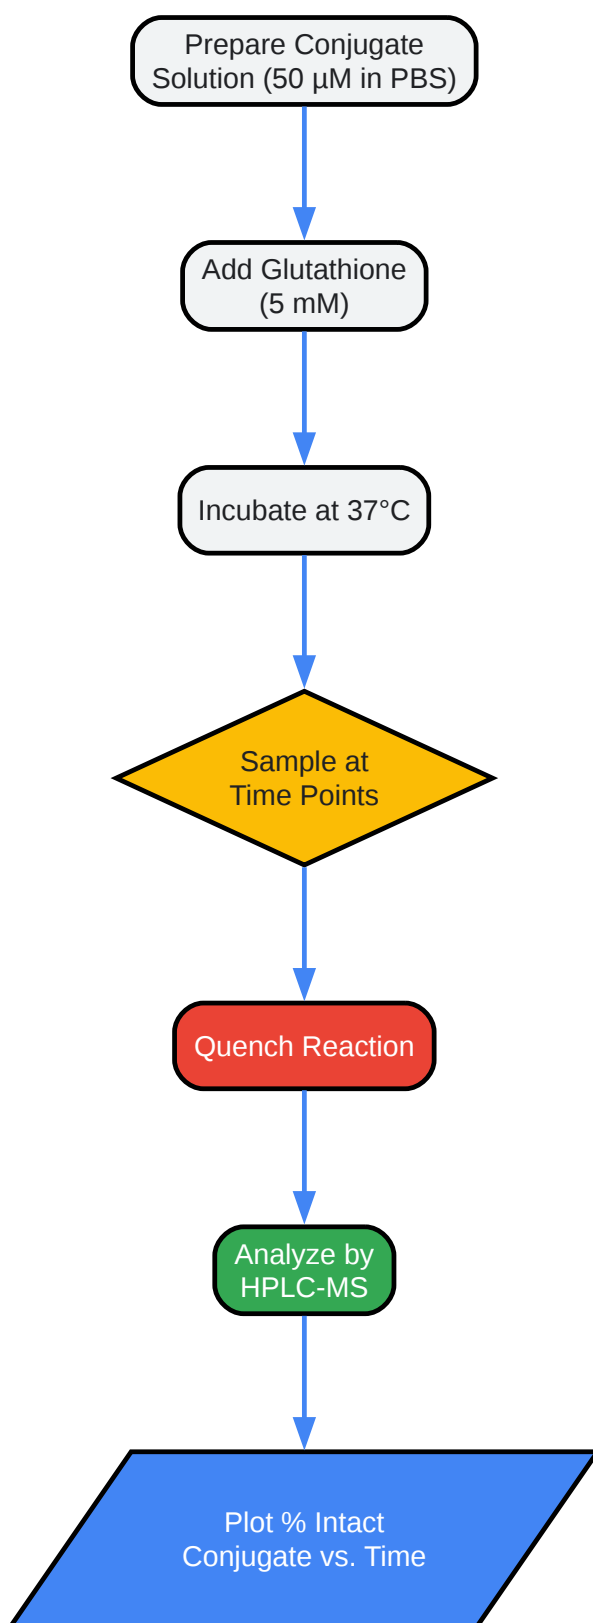 Prepare Conjugate
Solution (50 µM in PBS)
Add Glutathione
(5 mM)
Incubate at 37°C
Sample at
Time Points
Quench Reaction
Analyze by
HPLC-MS
Plot % Intact
Conjugate vs. Time